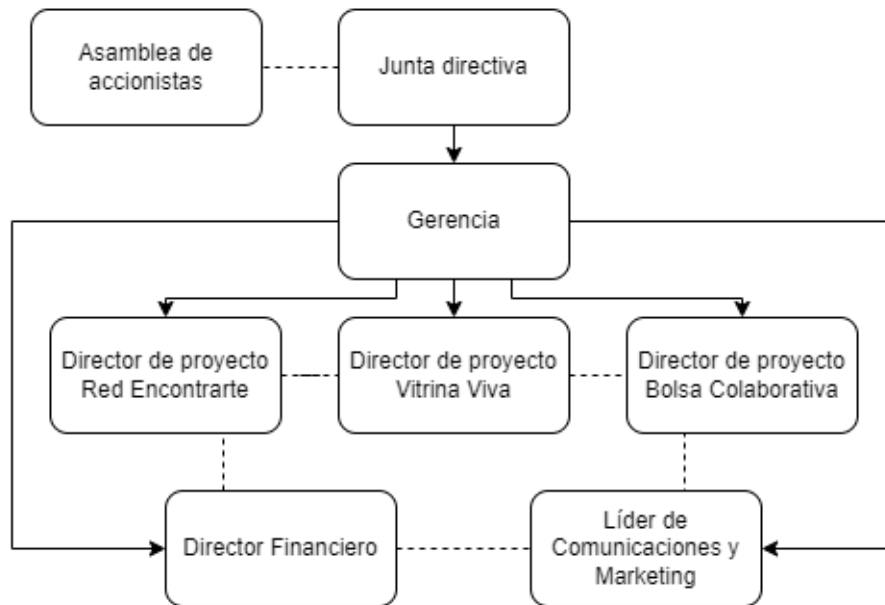 Asamblea de
accionistas
Junta directiva
Gerencia
Director de proyecto
Red Encontrarte
Director de proyecto
Vitrina Viva
Director de proyecto
Bolsa Colaborativa
Director Financiero
Líder de
Comunicaciones y
Marketing